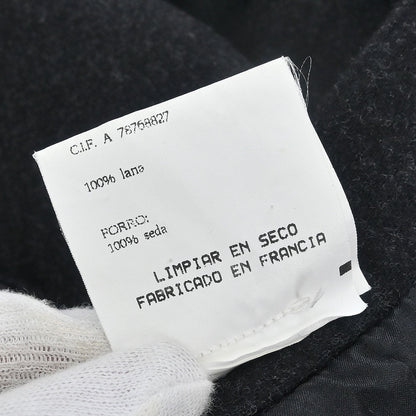 C.I.F. A 78768827
100% lana
FORRO:
100% seda
LIMPIAR EN SECO
FABRICADO EN FRANCIA